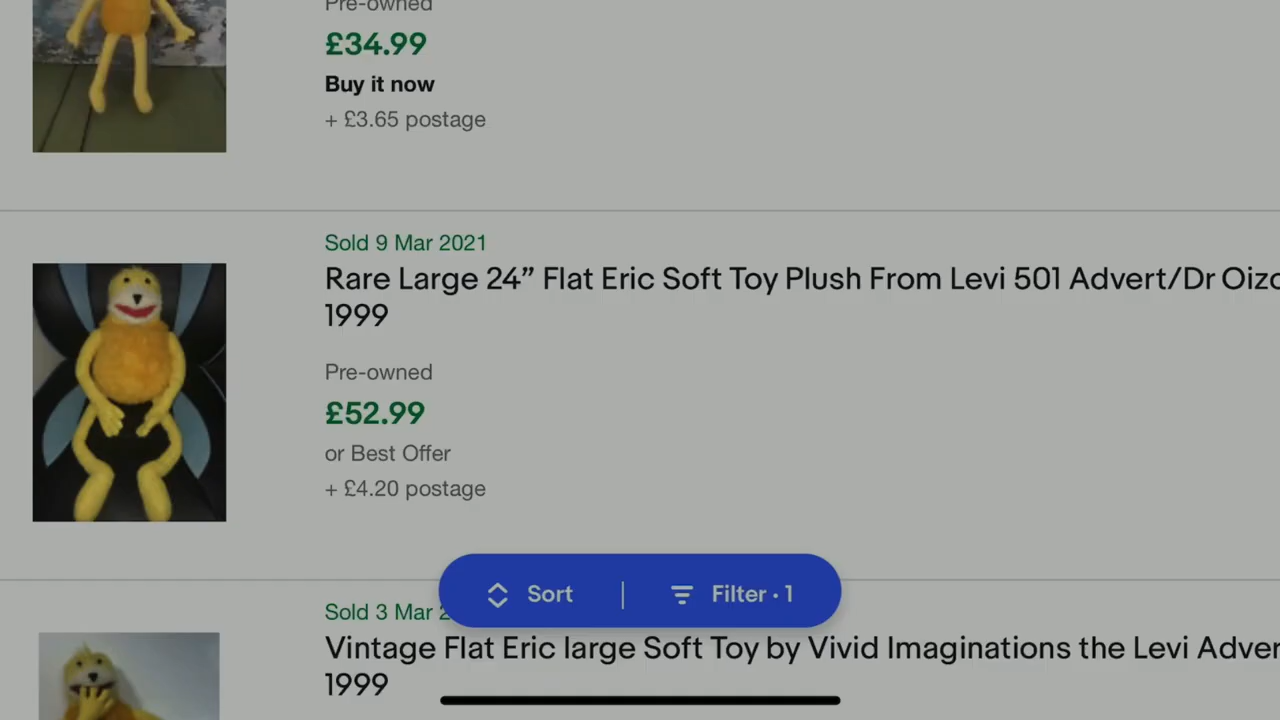 Pre-owned
£34.99
Buy it now
+ £3.65 postage
Sold 9 Mar 2021
Rare Large 24” Flat Eric Soft Toy Plush From Levi 501 Advert/Dr
1999
Pre-owned
£52.99
or Best Offer
+ £4.20 postage
Sort | Filter · 1
Sold 3 Mar
Vintage Flat Eric large Soft Toy by Vivid Imaginations the Levi
1999